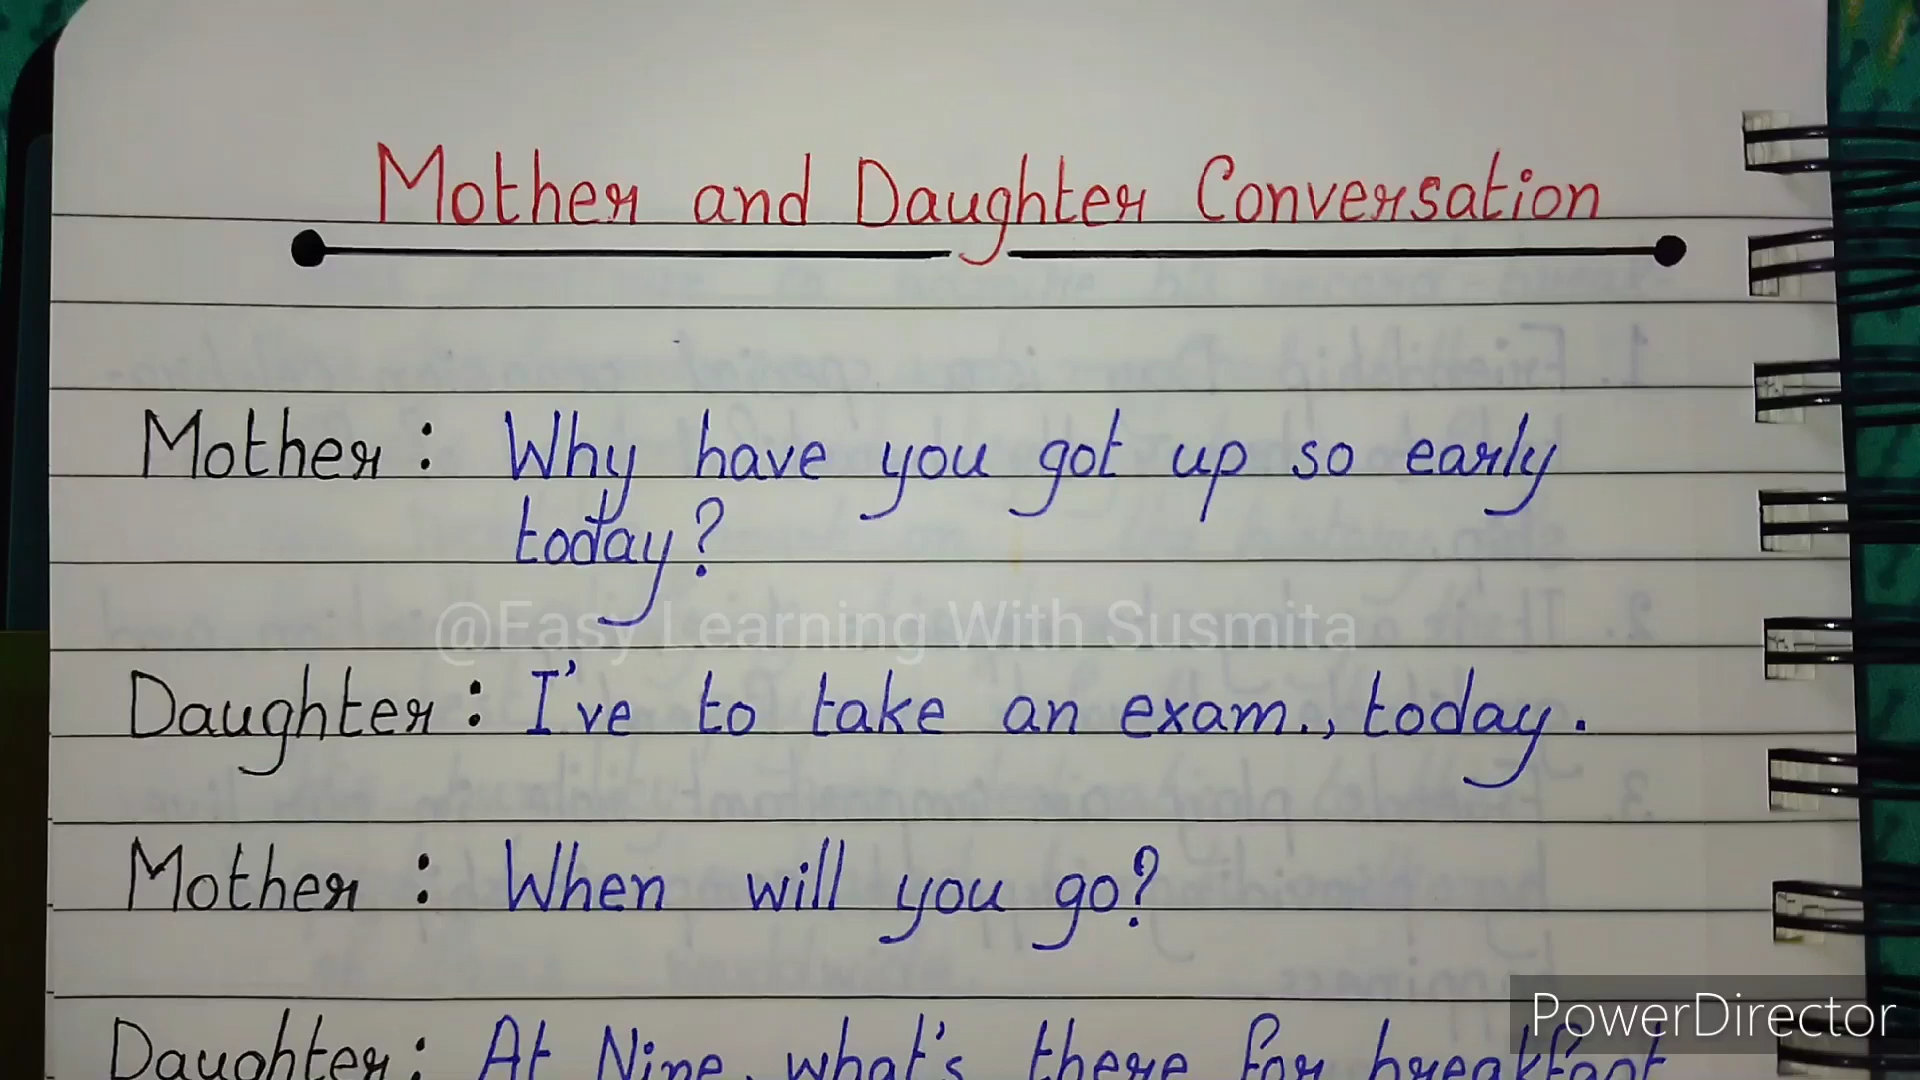 Mother and Daughter Conversation
Mother : Why have you got up so early
today?
@Easy Learning With Susmita
Daughter : I've to take an exam., today.
Mother : When will you go?
Daughter : At Nine, what's there for breakfast
PowerDirector